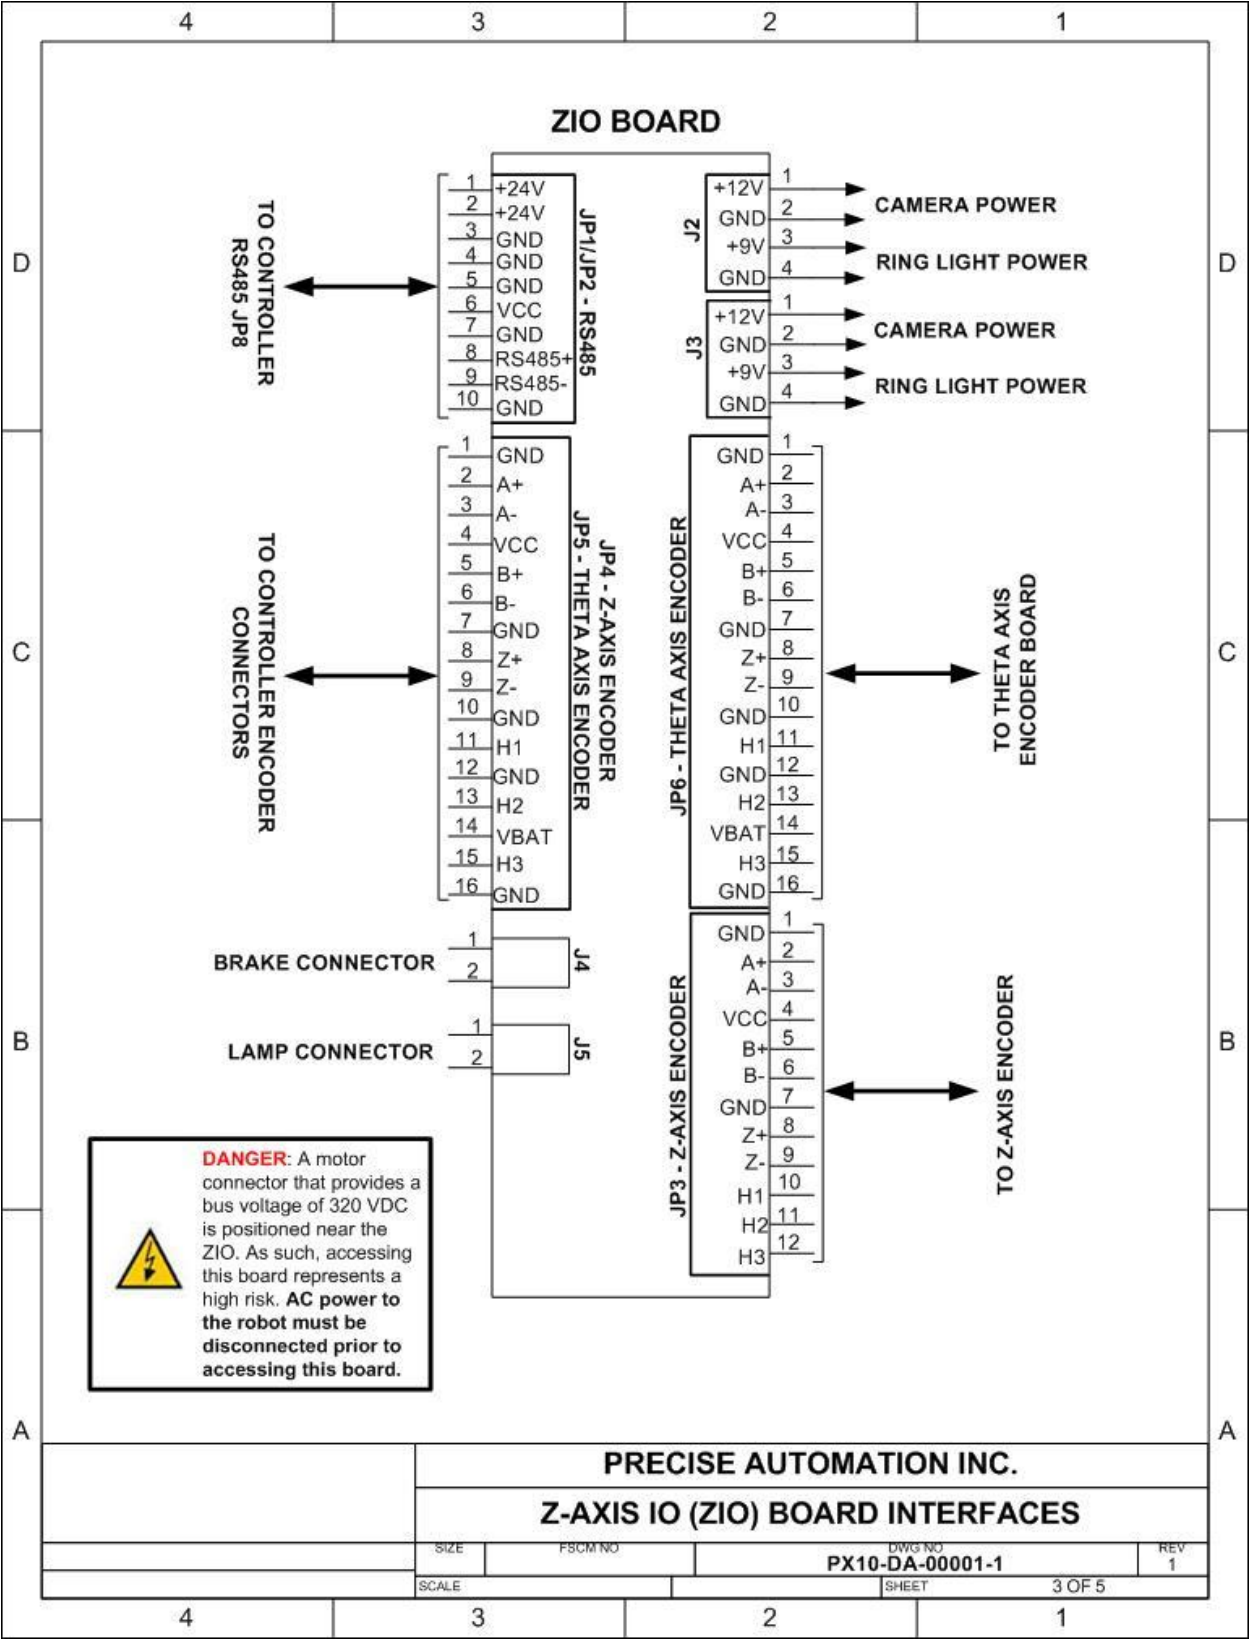 4 3 2 1
ZIO BOARD
D
TO CONTROLLER
RS485 JP8
1 +24V
2 +24V
3 GND
4 GND
5 GND
6 VCC
7 GND
8 RS485+
9 RS485-
10 GND
JP1/JP2 - RS485
J2
+12V 1
GND 2
+9V 3
GND 4
CAMERA POWER
RING LIGHT POWER
J3
+12V 1
GND 2
+9V 3
GND 4
CAMERA POWER
RING LIGHT POWER
D
C
TO CONTROLLER ENCODER
CONNECTORS
1 GND
2 A+
3 A-
4 VCC
5 B+
6 B-
7 GND
8 Z+
9 Z-
10 GND
11 H1
12 GND
13 H2
14 VBAT
15 H3
16 GND
JP4 - Z-AXIS ENCODER
JP5 - THETA AXIS ENCODER
JP6 - THETA AXIS ENCODER
GND 1
A+ 2
A- 3
VCC 4
B+ 5
B- 6
GND 7
Z+ 8
Z- 9
GND 10
H1 11
GND 12
H2 13
VBAT 14
H3 15
GND 16
TO THETA AXIS
ENCODER BOARD
C
B
BRAKE CONNECTOR
1
2
J4
LAMP CONNECTOR
1
2
J5
JP3 - Z-AXIS ENCODER
GND 1
A+ 2
A- 3
VCC 4
B+ 5
B- 6
GND 7
Z+ 8
Z- 9
H1 10
H2 11
H3 12
TO Z-AXIS ENCODER
B
DANGER: A motor
connector that provides a
bus voltage of 320 VDC
is positioned near the
ZIO. As such, accessing
this board represents a
high risk. AC power to
the robot must be
disconnected prior to
accessing this board.
A
A
PRECISE AUTOMATION INC.
Z-AXIS IO (ZIO) BOARD INTERFACES
SIZE FSCM NO DWG NO REV
PX10-DA-00001-1 1
SCALE SHEET 3 OF 5
4 3 2 1